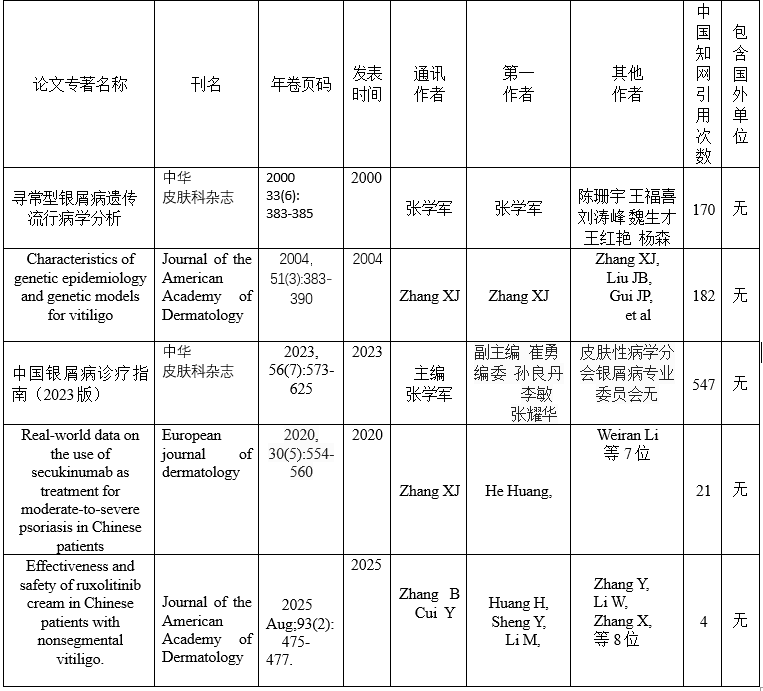 论文专著名称
刊名
年卷页码
发表
时间
通讯
作者
第一
作者
其他
作者
中
国
知
网
引
用
次
数
包
含
国
外
单
位
寻常型银屑病遗传
流行病学分析
中华
皮肤科杂志
2000
33(6):
383-385
2000
张学军
张学军
陈珊宇 王福喜
刘涛峰 魏生才
王红艳 杨森
170
无
Characteristics of
genetic epidemiology
and genetic models
for vitiligo
Journal of the
American
Academy of
Dermatology
2004,
51(3):383-
390
2004
Zhang XJ
Zhang XJ
Zhang XJ,
Liu JB,
Gui JP,
et al
182
无
中国银屑病诊疗指
南（2023版）
中华
皮肤科杂志
2023,
56(7):573-
625
2023
主编
张学军
副主编 崔勇
编委 孙良丹
李敏
张耀华
皮肤性病学分
会银屑病专业
委员会无
547
无
Real-world data on
the use of
secukinumab as
treatment for
moderate-to-severe
psoriasis in Chinese
patients
European
journal of
dermatology
2020,
30(5):554-
560
2020
Zhang XJ
He Huang,
Weiran Li
等 7 位
21
无
Effectiveness and
safety of ruxolitinib
cream in Chinese
patients with
nonsegmental
vitiligo.
Journal of the
American
Academy of
Dermatology
2025
Aug;93(2):
475-
477.
2025
Zhang B
Cui Y
Huang H,
Sheng Y,
Li M,
Zhang Y,
Li W,
Zhang X,
等 8 位
4
无